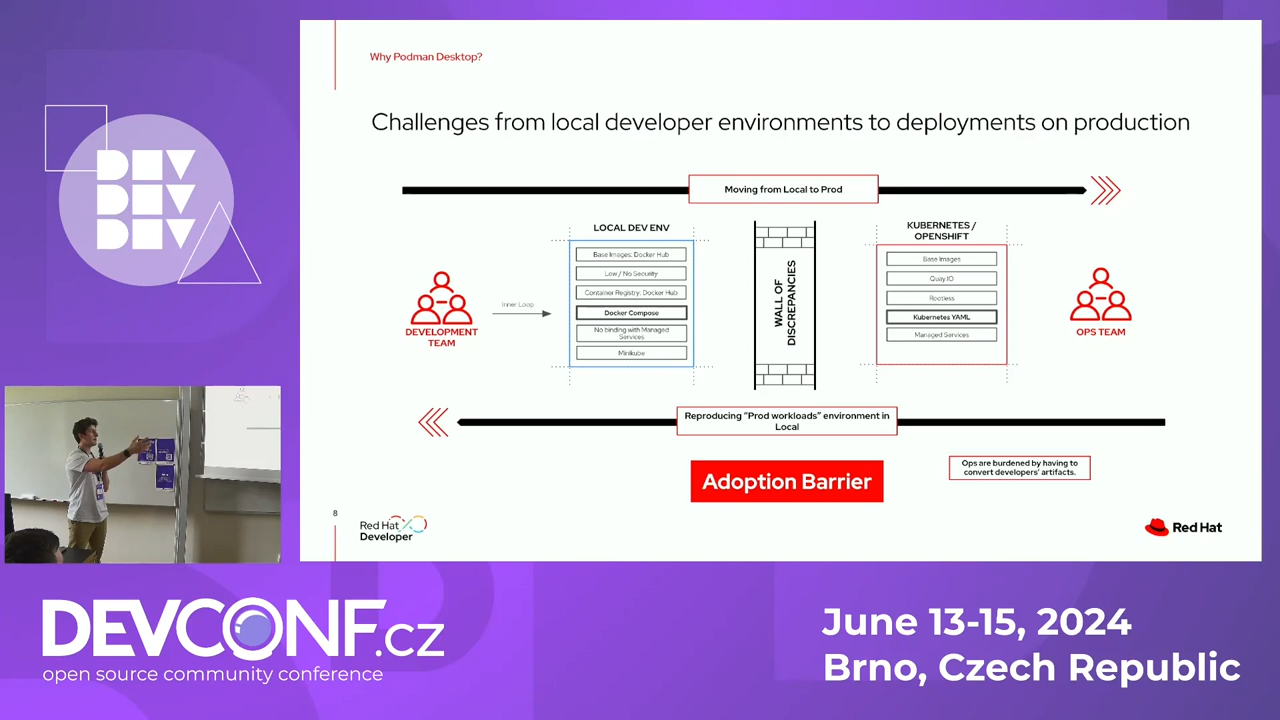 Why Podman Desktop?
Challenges from local developer environments to deployments on production
Moving from Local to Prod
LOCAL DEV ENV
Base Images: Docker Hub
Low / No Security
Container Registry: Docker Hub
Docker Compose
No binding with Managed
Services
Minikube
Inner Loop
DEVELOPMENT
TEAM
WALL OF
DISCREPANCIES
KUBERNETES /
OPENSHIFT
Base Images
Quay.IO
Rootless
Kubernetes YAML
Managed Services
OPS TEAM
Reproducing "Prod workloads" environment in
Local
Adoption Barrier
Ops are burdened by having to
convert developers' artifacts.
8
Red Hat
Developer
Red Hat
DEV
DEV
DEV
DEVCONF.cz
open source community conference
June 13-15, 2024
Brno, Czech Republic